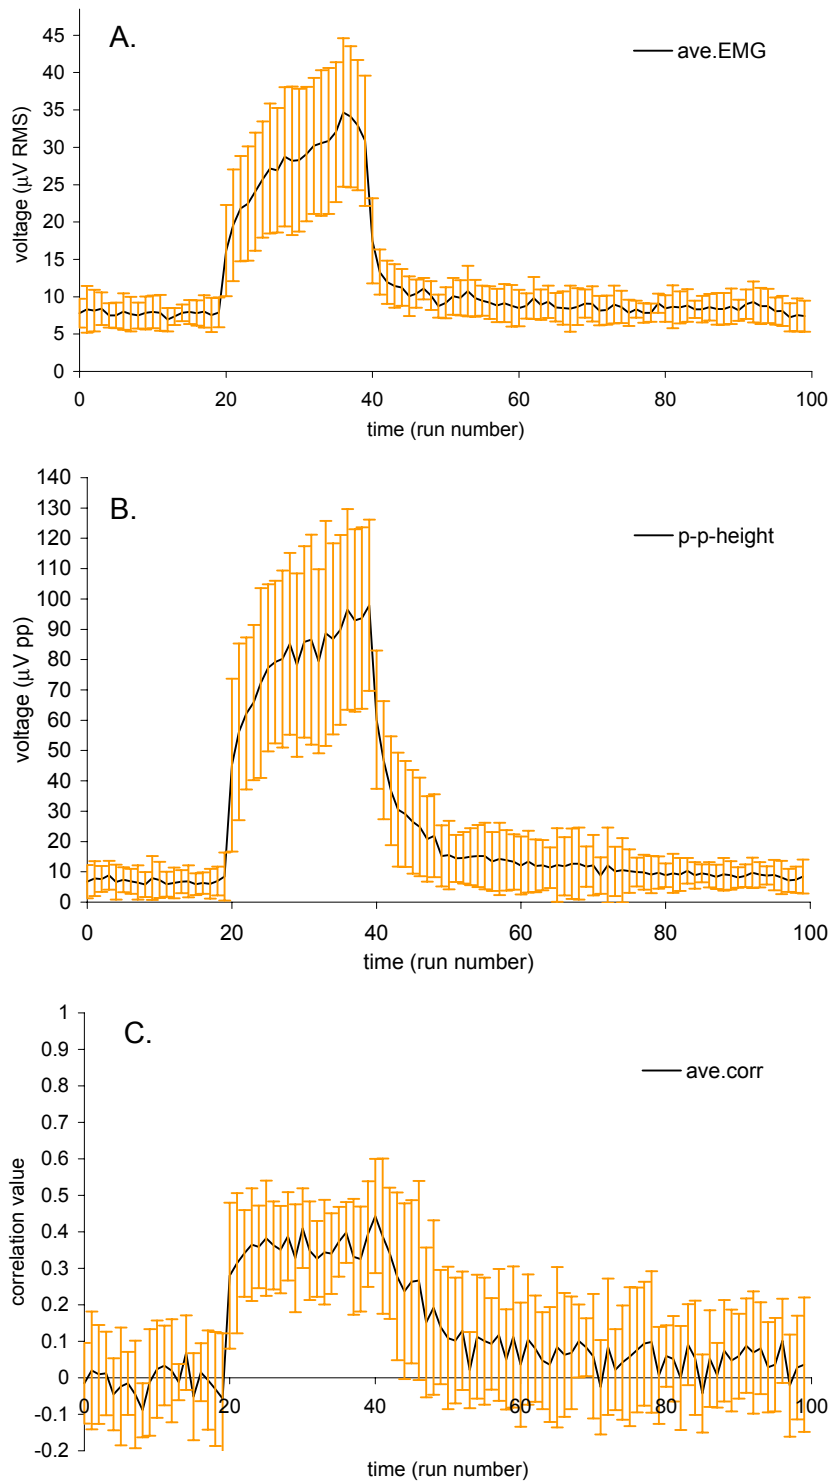 A.
ave.EMG
voltage (µV RMS)
50
45
40
35
30
25
20
15
10
5
0
0 20 40 60 80 100
time (run number)
B.
p-p-height
voltage (µV pp)
140
130
120
110
100
90
80
70
60
50
40
30
20
10
0
0 20 40 60 80 100
time (run number)
C.
ave.corr
correlation value
1
0.9
0.8
0.7
0.6
0.5
0.4
0.3
0.2
0.1
0
-0.1
-0.2
0 20 40 60 80 100
time (run number)